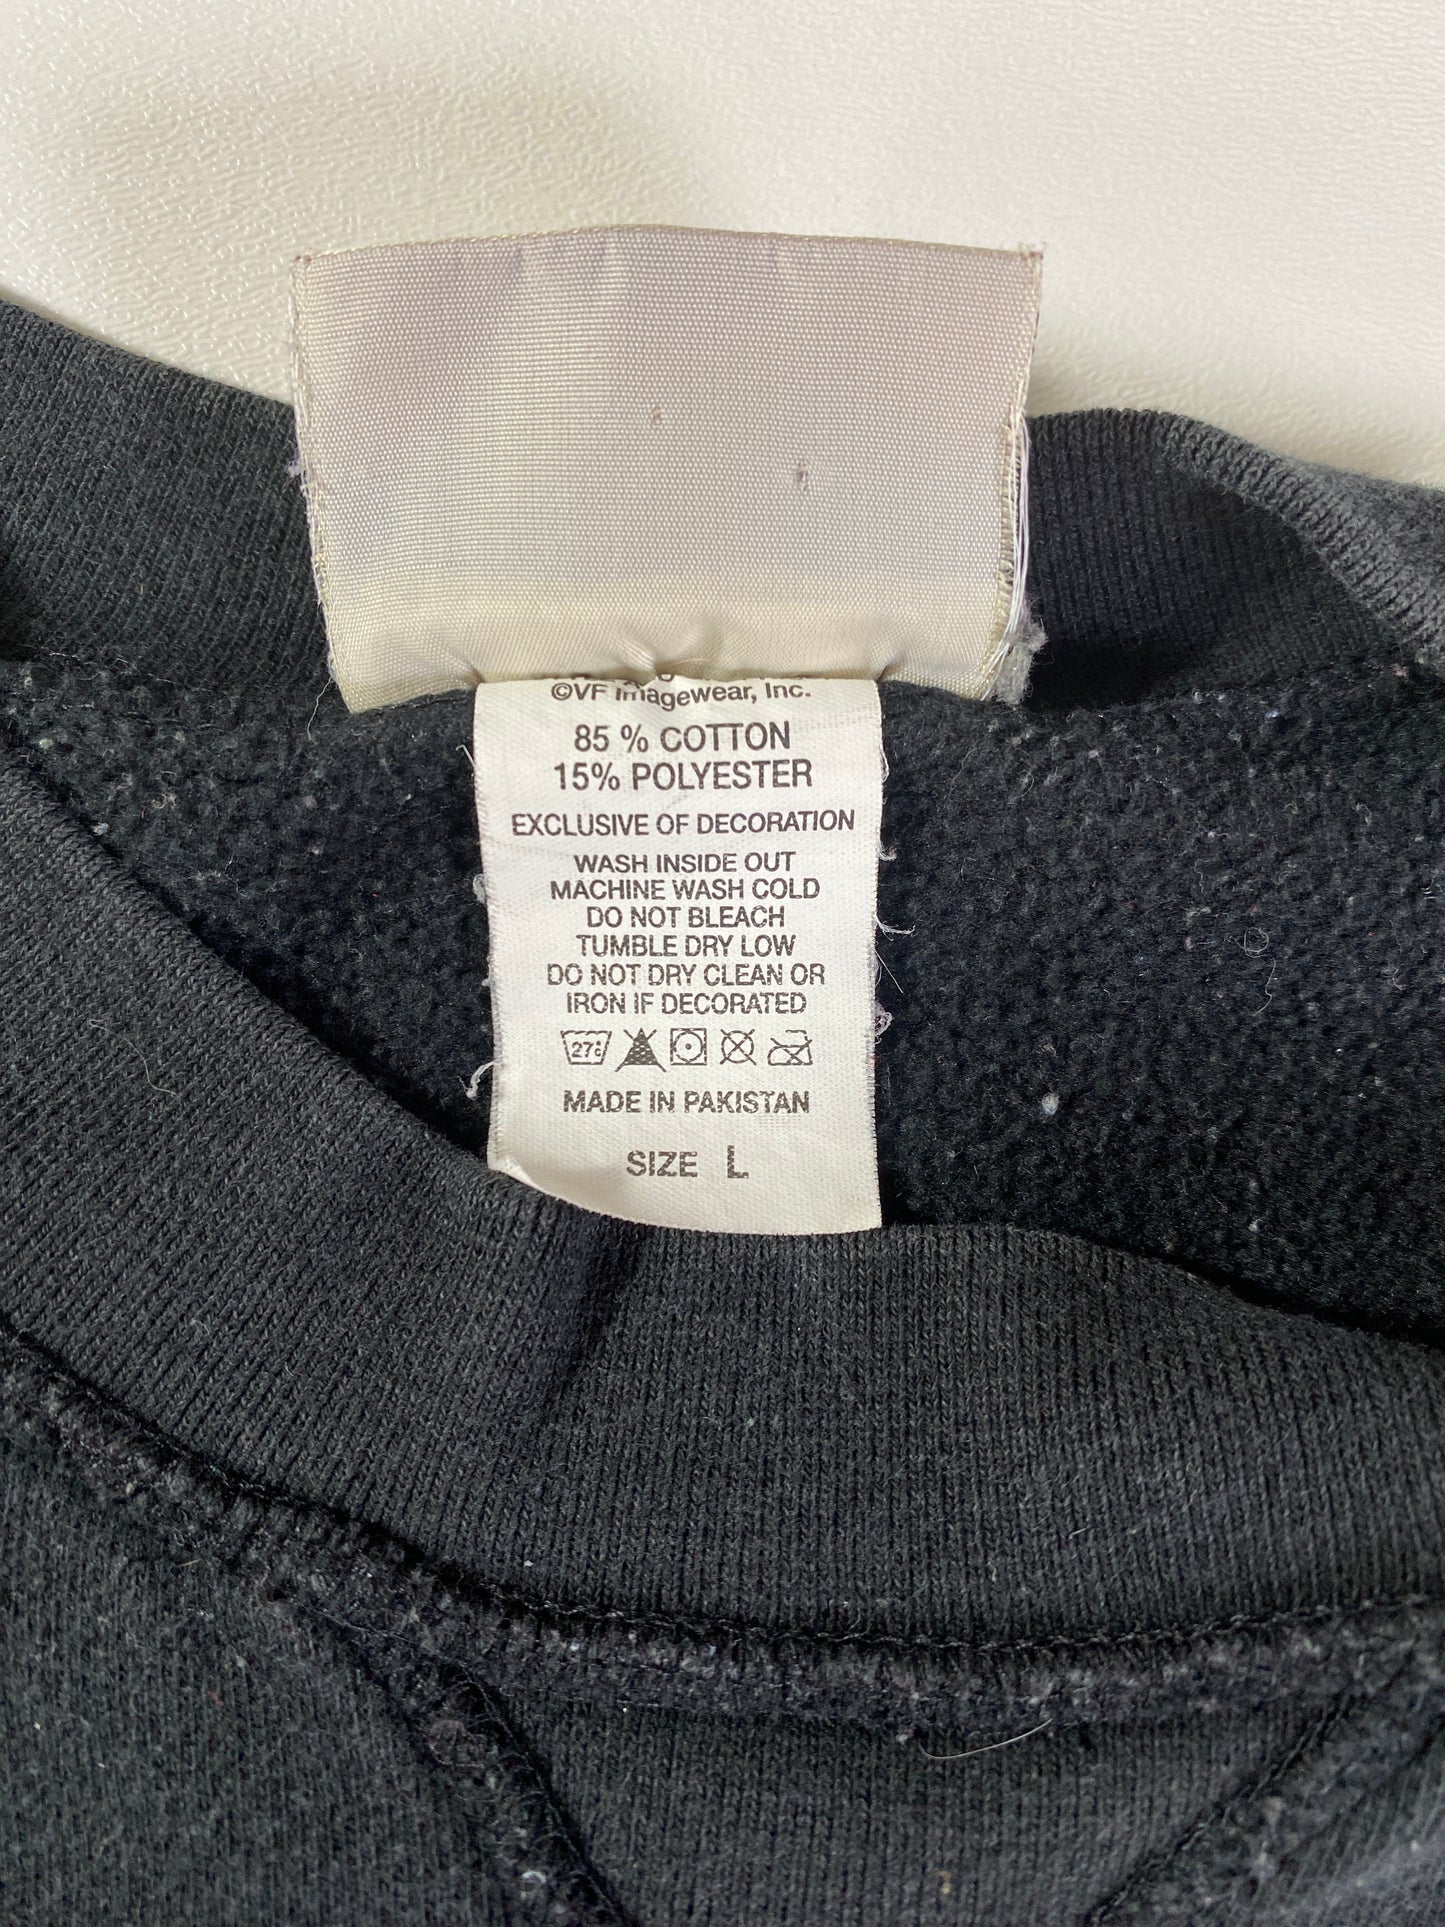 ©VF Imagewear, Inc.
85 % COTTON
15% POLYESTER
EXCLUSIVE OF DECORATION
WASH INSIDE OUT
MACHINE WASH COLD
DO NOT BLEACH
TUMBLE DRY LOW
DO NOT DRY CLEAN OR
IRON IF DECORATED
27c
MADE IN PAKISTAN
SIZE L